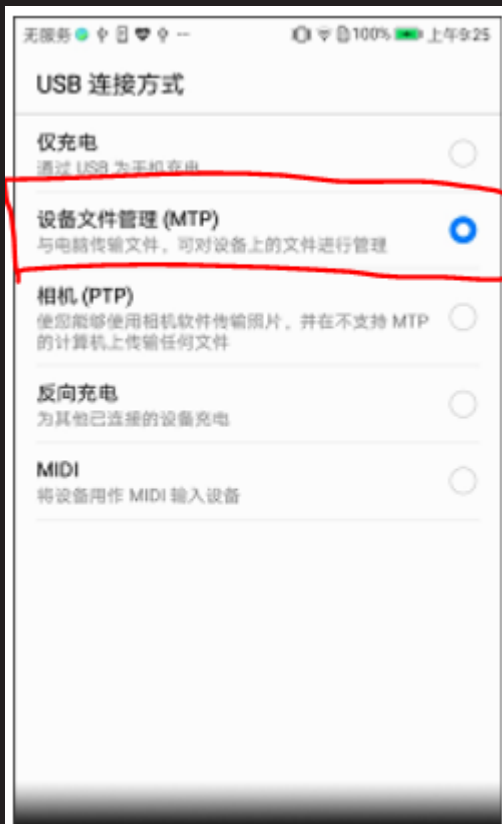 无服务 100% 上午9:25
USB 连接方式
仅充电
通过 USB 为手机充电
设备文件管理 (MTP)
与电脑传输文件，可对设备上的文件进行管理
相机 (PTP)
使您能够使用相机软件传输照片，并在不支持 MTP
的计算机上传输任何文件
反向充电
为其他已连接的设备充电
MIDI
将设备用作 MIDI 输入设备